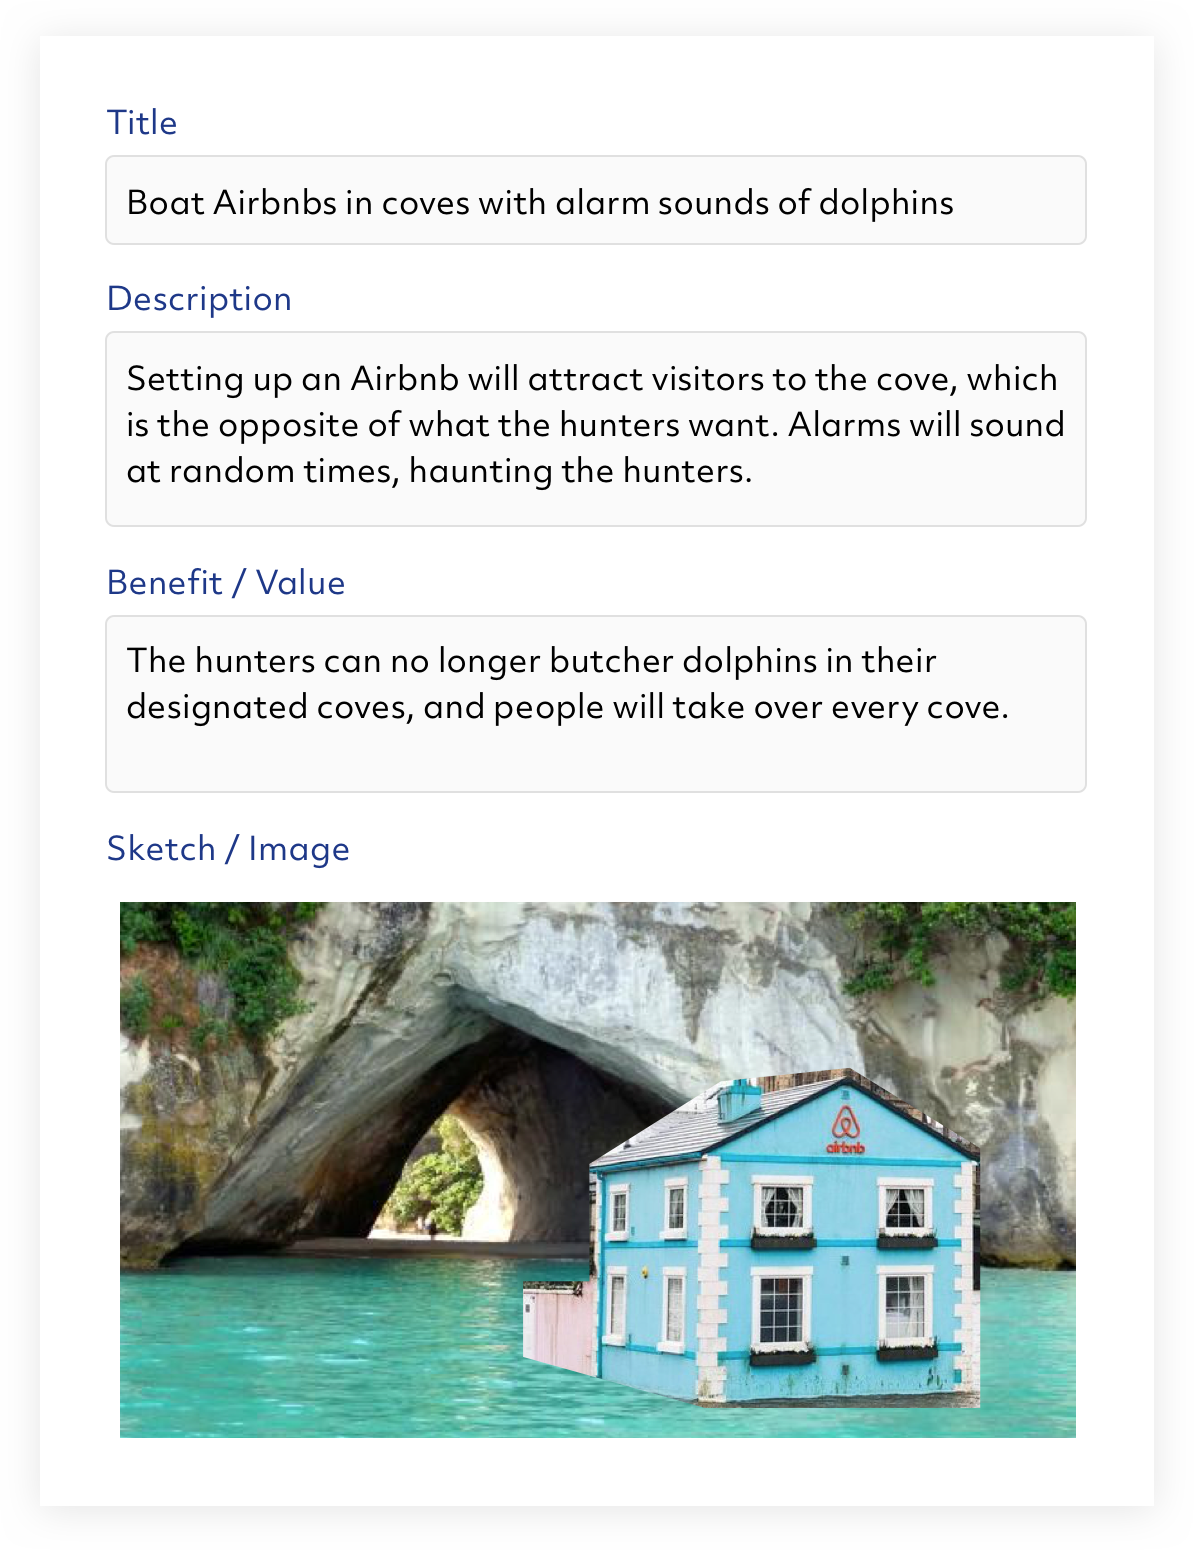 Title
Boat Airbnbs in coves with alarm sounds of dolphins
Description
Setting up an Airbnb will attract visitors to the cove, which
is the opposite of what the hunters want. Alarms will sound
at random times, haunting the hunters.
Benefit / Value
The hunters can no longer butcher dolphins in their
designated coves, and people will take over every cove.
Sketch / Image
airbnb